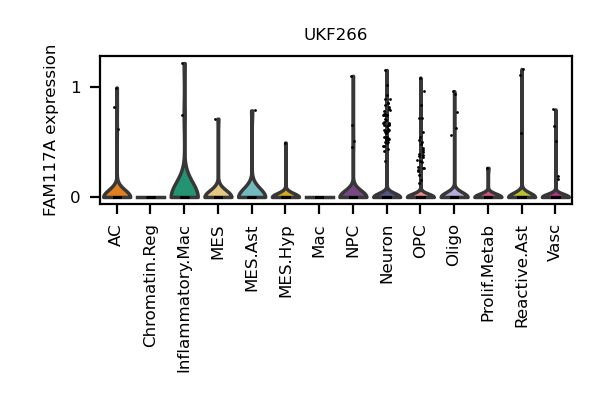 UKF266
FAM117A expression
1
0
AC
Chromatin.Reg
Inflammatory.Mac
MES
MES.Ast
MES.Hyp
Mac
NPC
Neuron
OPC
Oligo
Prolif.Metab
Reactive.Ast
Vasc